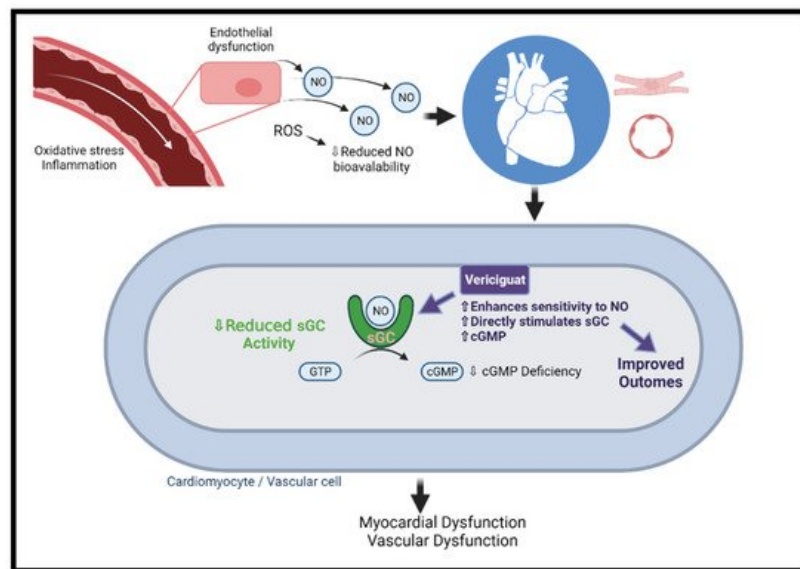 Endothelial
dysfunction
NO
NO
NO
ROS
⇩Reduced NO
bioavalability
Oxidative stress
Inflammation
Vericiguat
⇧Enhances sensitivity to NO
⇧Directly stimulates sGC
⇧cGMP
NO
sGC
⇩Reduced sGC
Activity
GTP
cGMP
⇩ cGMP Deficiency
Improved
Outcomes
Cardiomyocyte / Vascular cell
Myocardial Dysfunction
Vascular Dysfunction